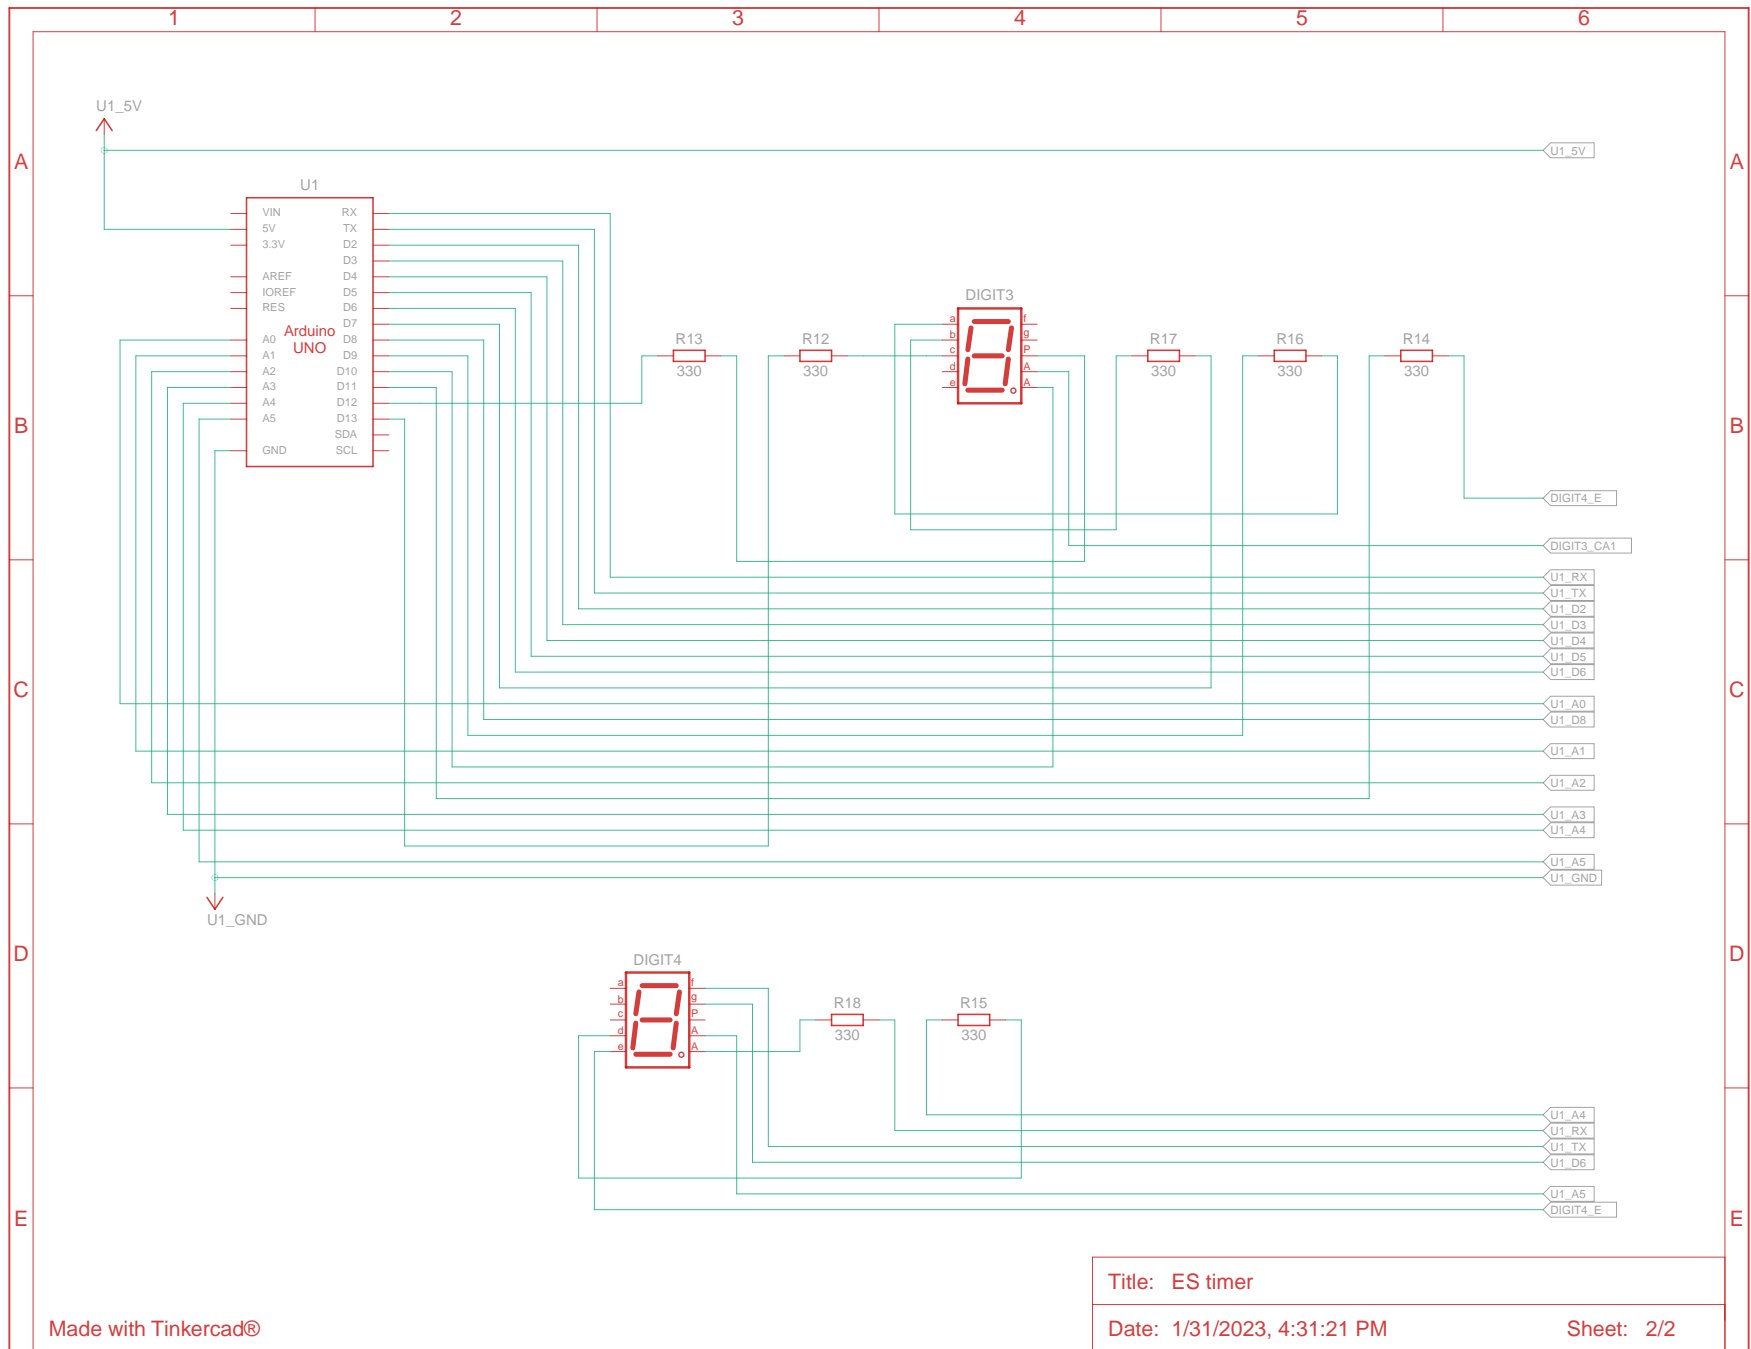 1 2 3 4 5 6
U1_5V
A A
U1_5V
U1
VIN RX
5V TX
3.3V D2
D3
AREF D4
IOREF D5
RES D6
D7
A0 D8
A1 D9
A2 D10
A3 D11
A4 D12
A5 D13
SDA
GND SCL
Arduino
UNO
DIGIT3
a f
b g
c P
d A
e A
R13 R12 R17 R16 R14
330 330 330 330 330
B B
DIGIT4_E
DIGIT3_CA1
U1_RX
U1_TX
U1_D2
U1_D3
U1_D4
U1_D5
U1_D6
C C
U1_A0
U1_D8
U1_A1
U1_A2
U1_A3
U1_A4
U1_A5
U1_GND
U1_GND
D D
DIGIT4
a f
b g
c P
d A
e A
R18 R15
330 330
U1_A4
U1_RX
U1_TX
U1_D6
U1_A5
DIGIT4_E
E E
Title: ES timer
Made with Tinkercad®
Date: 1/31/2023, 4:31:21 PM Sheet: 2/2